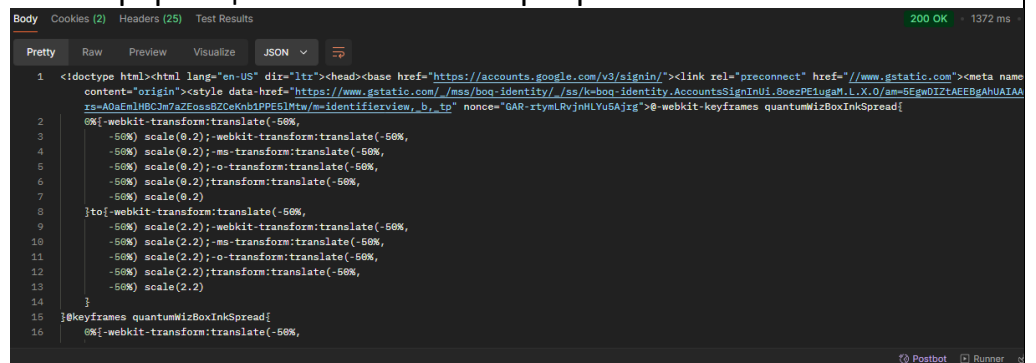 Body Cookies (2) Headers (25) Test Results 200 OK 1372 ms
Pretty Raw Preview Visualize JSON
1 <!doctype html><html lang="en-US" dir="ltr"><head><base href="https://accounts.google.com/v3/signin/"><link rel="preconnect" href="//www.gstatic.com"><meta name
content="origin"><style data-href="https://www.gstatic.com/_/mss/boq-identity/_/ss/k=boq-identity.AccountsSignInUi.8oezPE1ugaM.L.X.O/am=5EgwDIZtAEEBgAhUAIAA
rs=AOaEmlHBCJm7aZEossBZCeKnb1PPE5lMtw/m=identifierview,_b,_tp" nonce="GAR-rtymLRvjnHLYu5Ajrg">@-webkit-keyframes quantumWizBoxInkSpread{
2 0%{-webkit-transform:translate(-50%,
3 -50%) scale(0.2);-webkit-transform:translate(-50%,
4 -50%) scale(0.2);-ms-transform:translate(-50%,
5 -50%) scale(0.2);-o-transform:translate(-50%,
6 -50%) scale(0.2);transform:translate(-50%,
7 -50%) scale(0.2)
8 }to{-webkit-transform:translate(-50%,
9 -50%) scale(2.2);-webkit-transform:translate(-50%,
10 -50%) scale(2.2);-ms-transform:translate(-50%,
11 -50%) scale(2.2);-o-transform:translate(-50%,
12 -50%) scale(2.2);transform:translate(-50%,
13 -50%) scale(2.2)
14 }
15 }@keyframes quantumWizBoxInkSpread{
16 0%{-webkit-transform:translate(-50%,
Postbot Runner